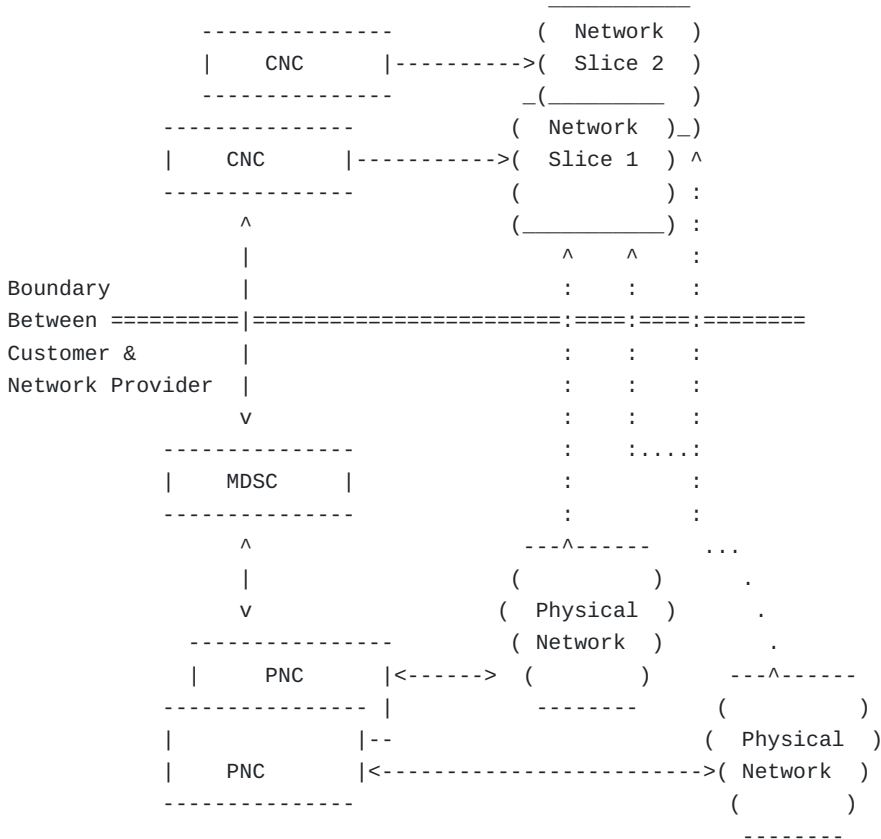 Network
CNC Slice 2
Network
CNC Slice 1
Boundary
Between
Customer &
Network Provider
MDSC
Physical
Network
PNC
Physical
PNC Network